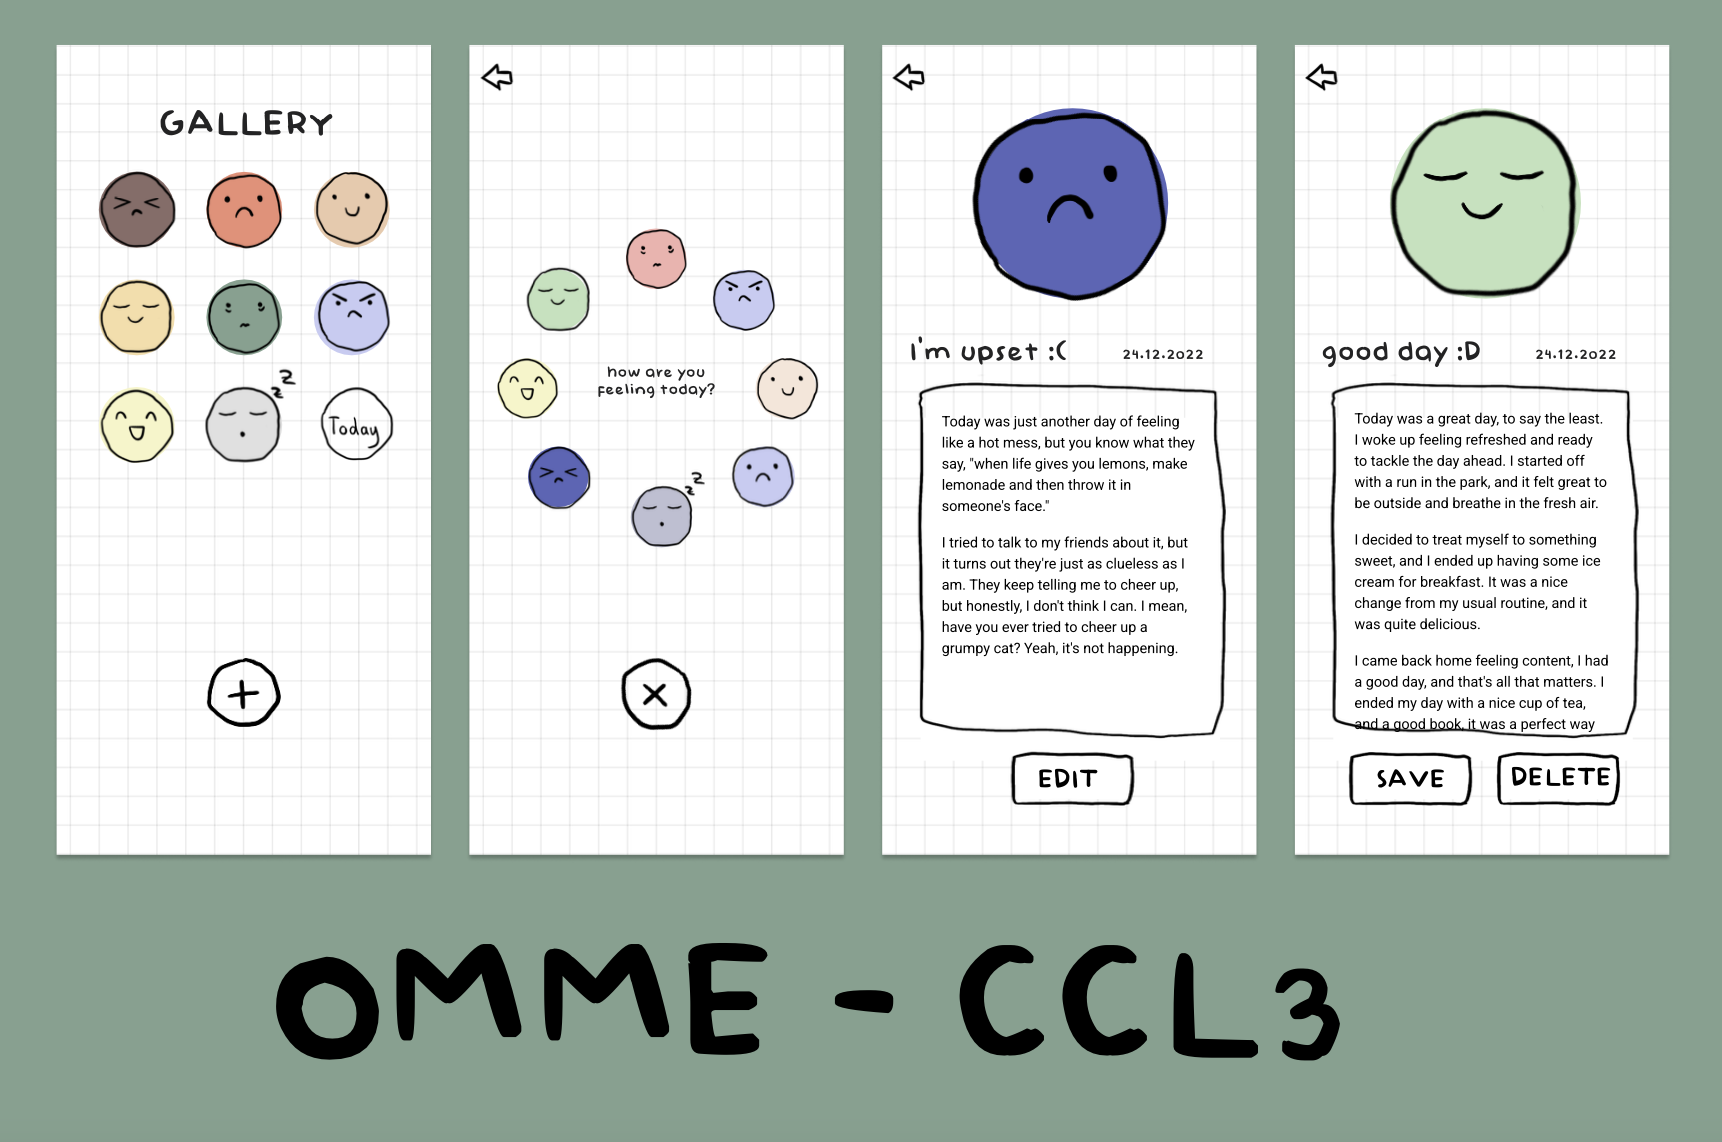 GALLERY
z
z
Today
how are you
feeling today?
z
z
I'm upset :(
24.12.2022
Today was just another day of feeling
like a hot mess, but you know what they
say, "when life gives you lemons, make
lemonade and then throw it in
someone's face."
I tried to talk to my friends about it, but
it turns out they're just as clueless as I
am. They keep telling me to cheer up,
but honestly, I don't think I can. I mean,
have you ever tried to cheer up a
grumpy cat? Yeah, it's not happening.
EDIT
good day :D
24.12.2022
Today was a great day, to say the least.
I woke up feeling refreshed and ready
to tackle the day ahead. I started off
with a run in the park, and it felt great to
be outside and breathe in the fresh air.
I decided to treat myself to something
sweet, and I ended up having some ice
cream for breakfast. It was a nice
change from my usual routine, and it
was quite delicious.
I came back home feeling content, I had
a good day, and that's all that matters. I
ended my day with a nice cup of tea,
and a good book, it was a perfect way
SAVE
DELETE
OMME - CCL3